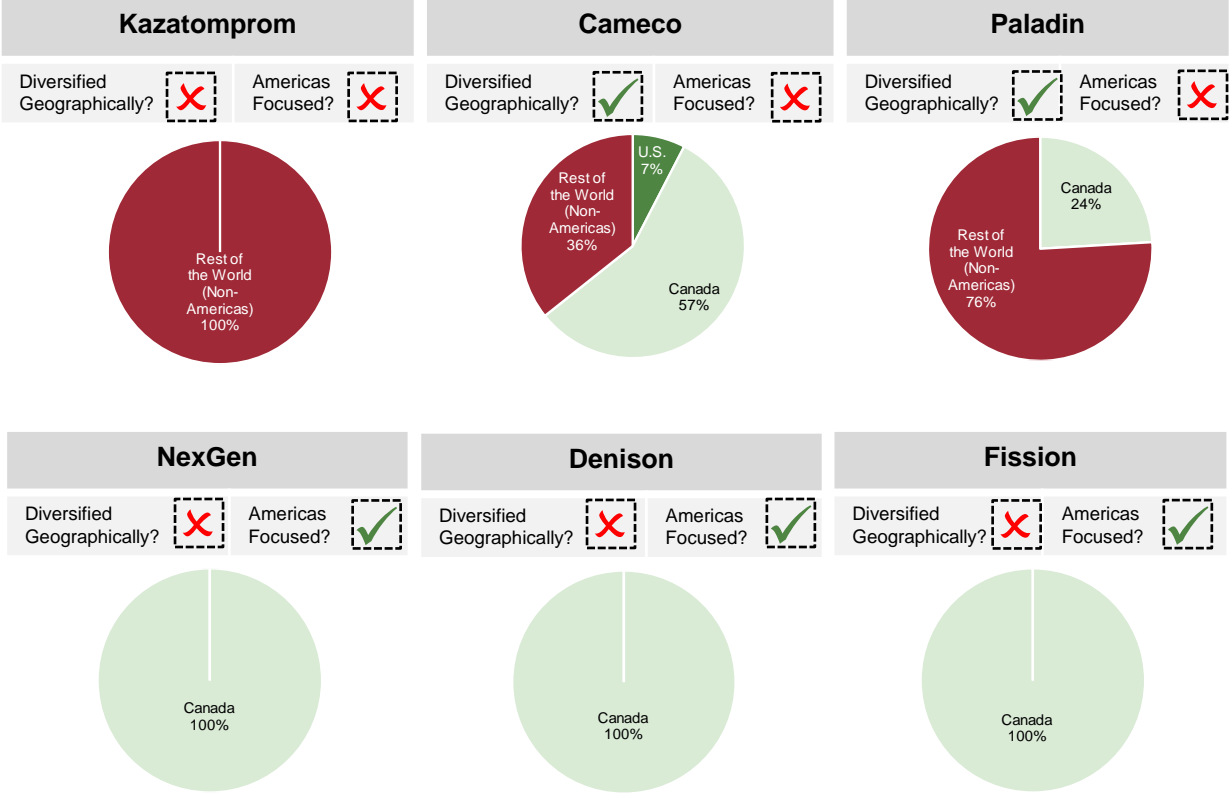 Kazatomprom
Diversified
Geographically?
Americas
Focused?
Rest of
the World
(Non-
Americas)
100%
Cameco
Diversified
Geographically?
Americas
Focused?
U.S.
7%
Rest of
the World
(Non-
Americas)
36%
Canada
57%
Paladin
Diversified
Geographically?
Americas
Focused?
Canada
24%
Rest of
the World
(Non-
Americas)
76%
NexGen
Diversified
Geographically?
Americas
Focused?
Canada
100%
Denison
Diversified
Geographically?
Americas
Focused?
Canada
100%
Fission
Diversified
Geographically?
Americas
Focused?
Canada
100%